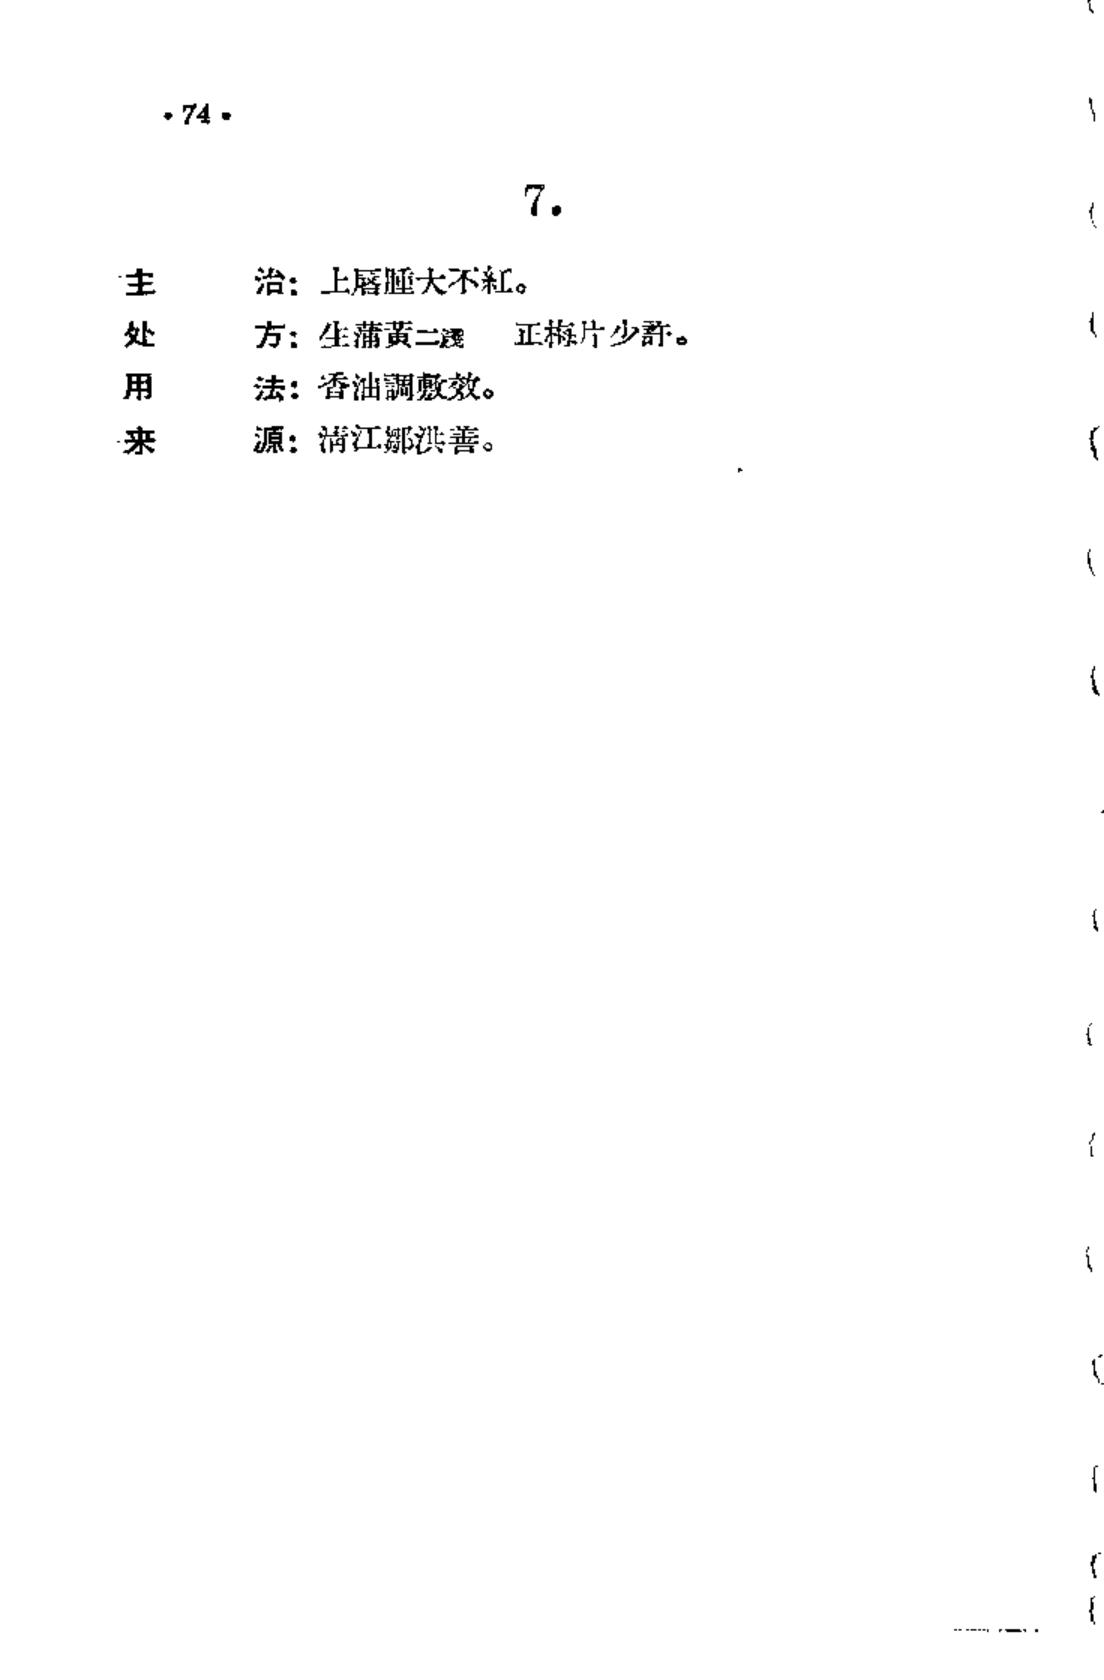 ·74·
7.
主　　治：上唇腫大不紅。
处　　方：生蒲黃二錢　正梅片少許。
用　　法：香油調敷效。
来　　源：淸江鄒洪善。